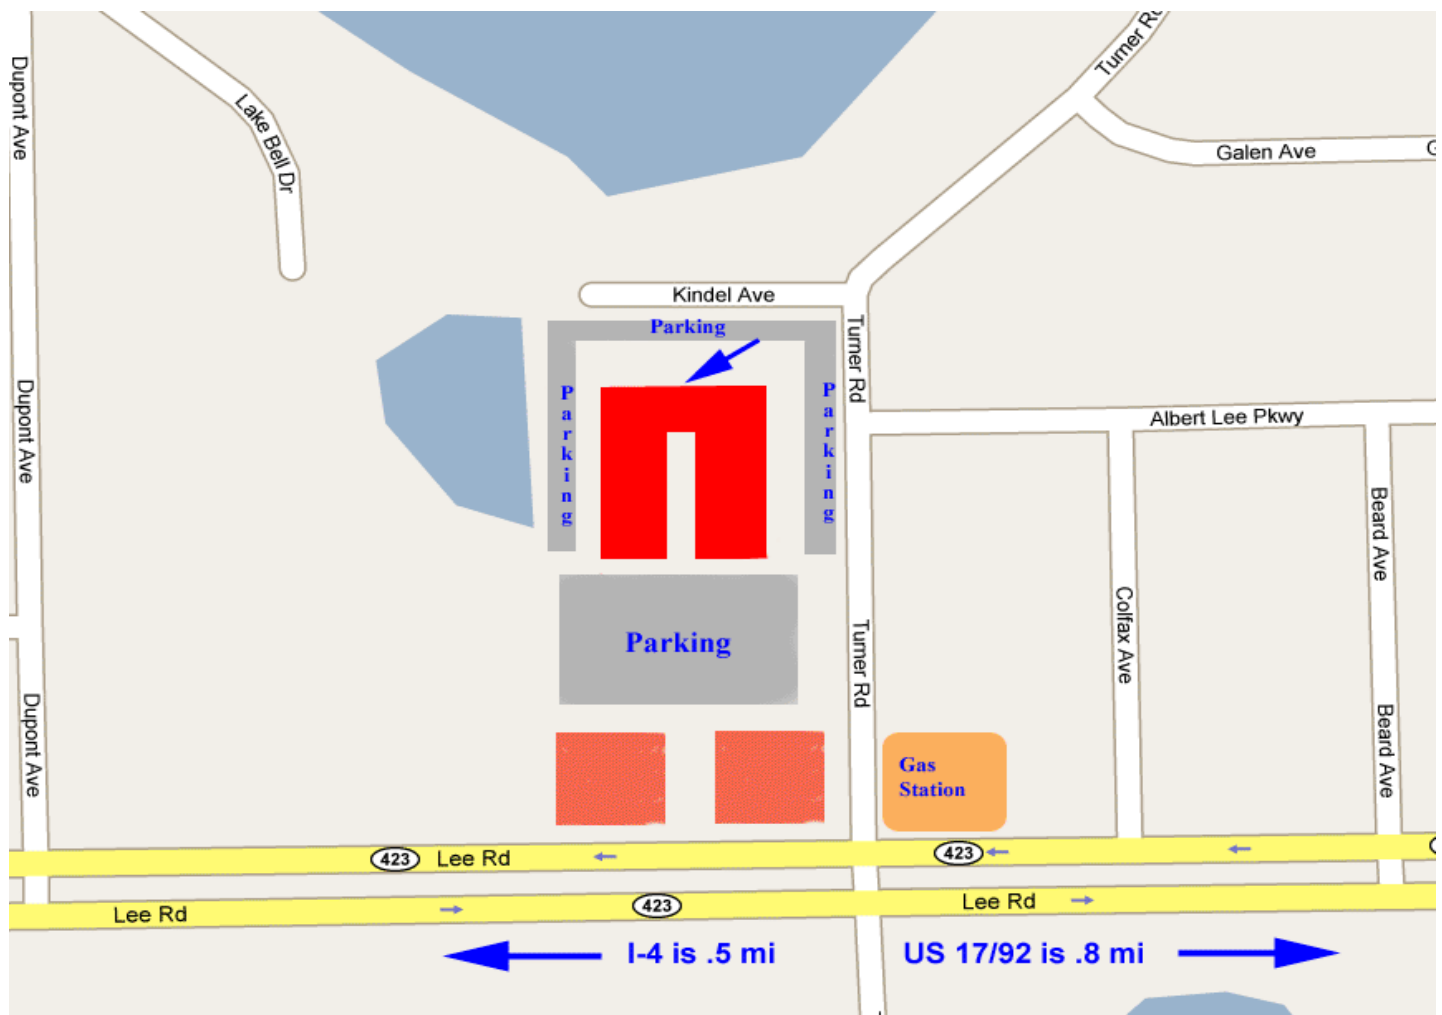 Turner Rd
Dupont Ave
Lake Bell Dr
Galen Ave
G
Kindel Ave
Parking
Turner Rd
Parking
Parking
Dupont Ave
Albert Lee Pkwy
Beard Ave
Colfax Ave
Parking
Turner Rd
Dupont Ave
Beard Ave
Gas
Station
423 Lee Rd
423
Lee Rd
423
Lee Rd
I-4 is .5 mi
US 17/92 is .8 mi